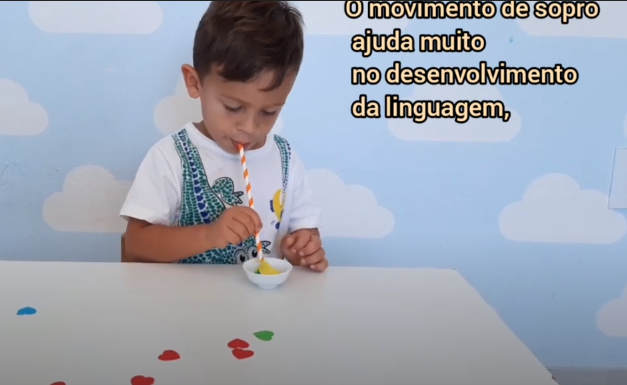 O movimento de sopro
ajuda muito
no desenvolvimento
da linguagem,